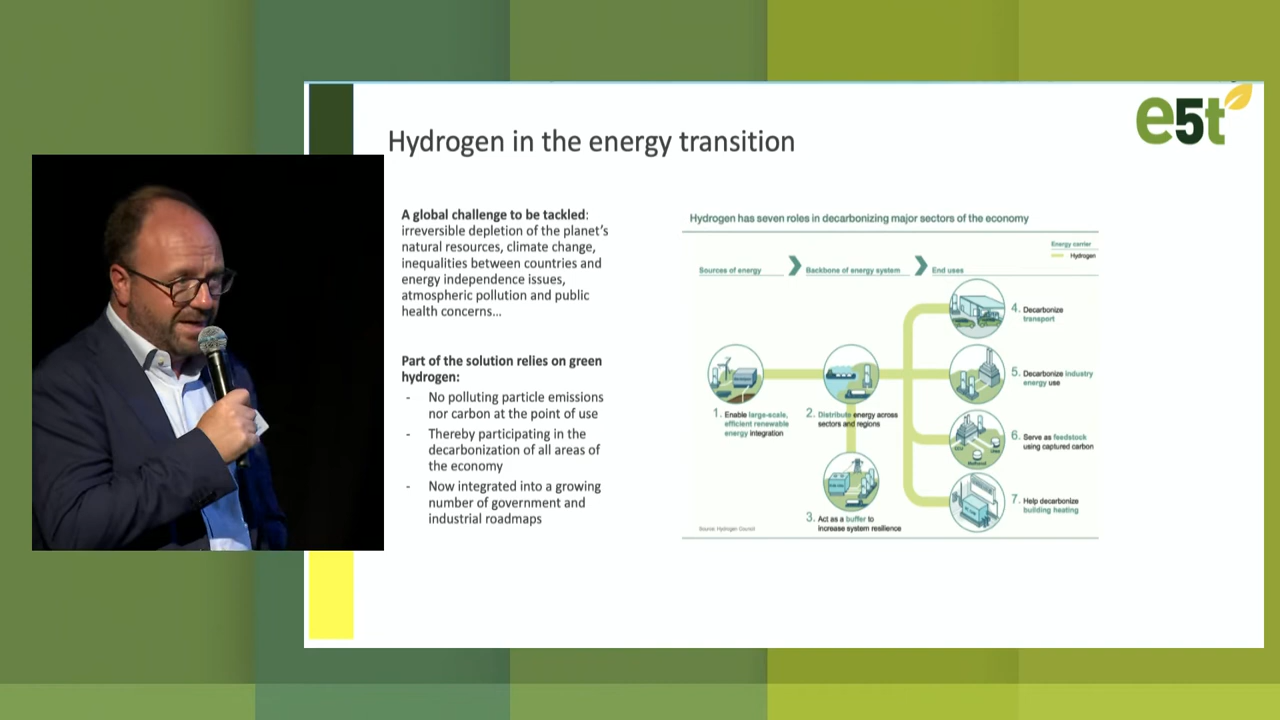 e5t
Hydrogen in the energy transition
A global challenge to be tackled:
irreversible depletion of the planet's
natural resources, climate change,
inequalities between countries and
energy independence issues,
atmospheric pollution and public
health concerns...
Part of the solution relies on green
hydrogen:
- No polluting particle emissions
nor carbon at the point of use
- Thereby participating in the
decarbonization of all areas of
the economy
- Now integrated into a growing
number of government and
industrial roadmaps
Hydrogen has seven roles in decarbonizing major sectors of the economy
Energy carrier
Hydrogen
Sources of energy
Backbone of energy system
End uses
1. Enable large-scale,
efficient renewable
energy integration
2. Distribute energy across
sectors and regions
3. Act as a buffer to
increase system resilience
4. Decarbonize
transport
5. Decarbonize industry
energy use
6. Serve as feedstock
using captured carbon
Methanol
7. Help decarbonize
building heating
Source: Hydrogen Council